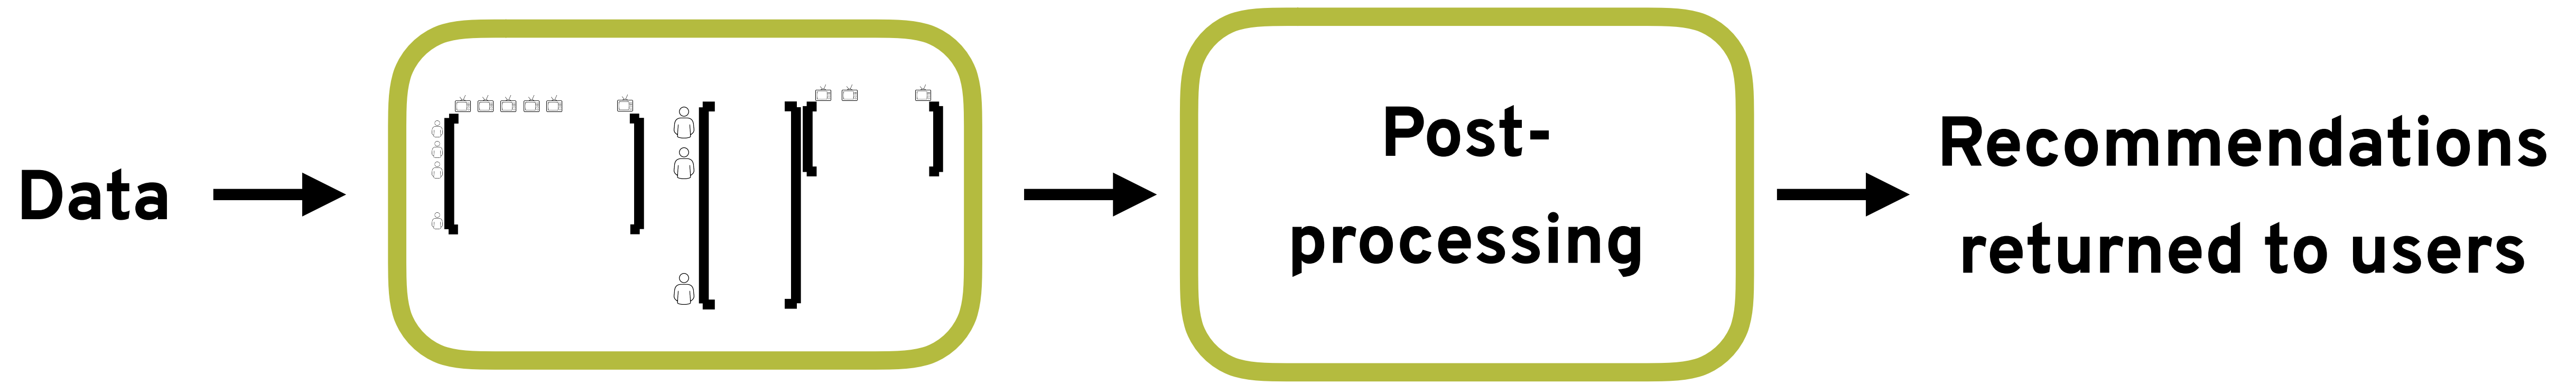 Data
Post-
processing
Recommendations
returned to users